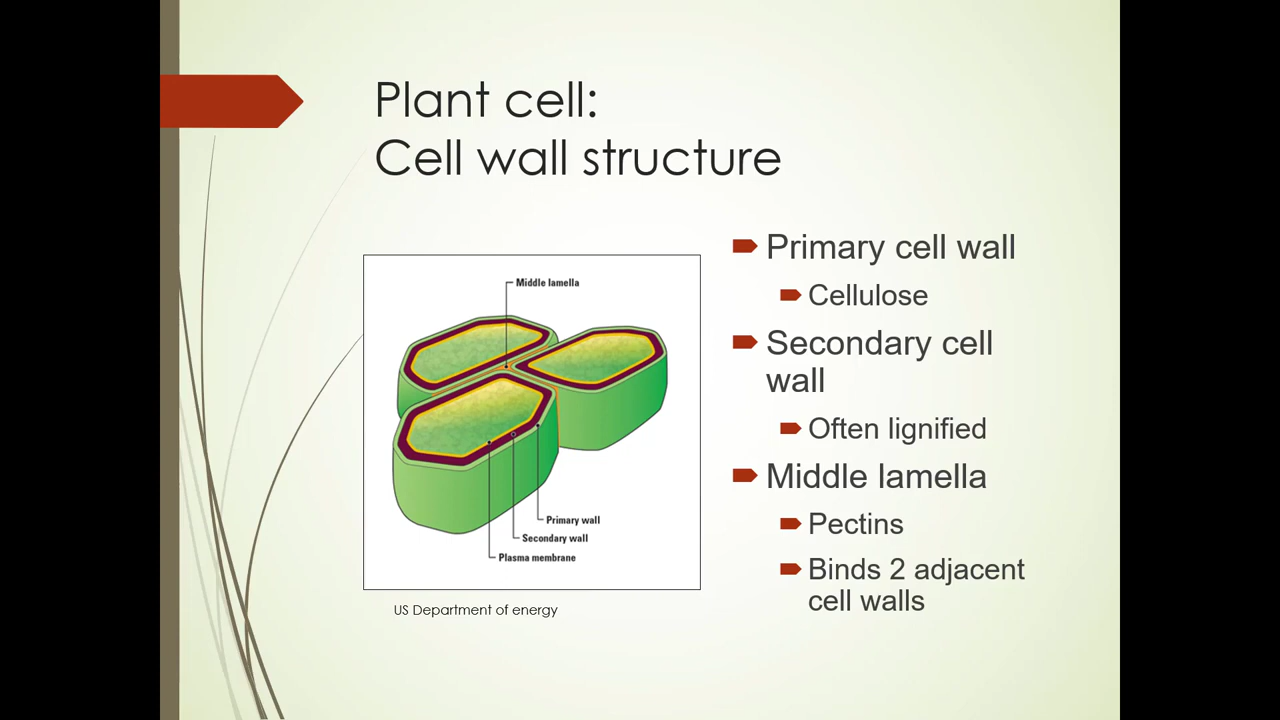 Plant cell:
Cell wall structure
Middle lamella
Primary wall
Secondary wall
Plasma membrane
US Department of energy
Primary cell wall
Cellulose
Secondary cell
wall
Often lignified
Middle lamella
Pectins
Binds 2 adjacent
cell walls